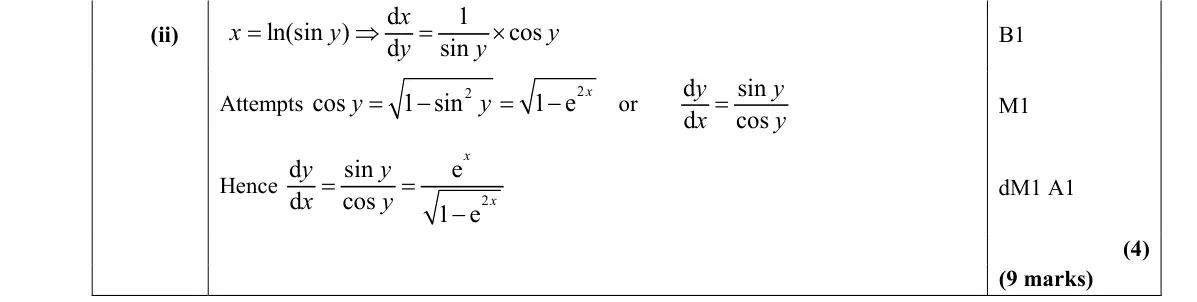 (ii) x = ln(sin y) ⇒ dx/dy = 1/sin y × cos y B1
Attempts cos y = √(1 − sin² y) = √(1 − e^(2x)) or dy/dx = sin y/cos y M1
Hence dy/dx = sin y/cos y = e^x/√(1 − e^(2x)) dM1 A1
(4)
(9 marks)